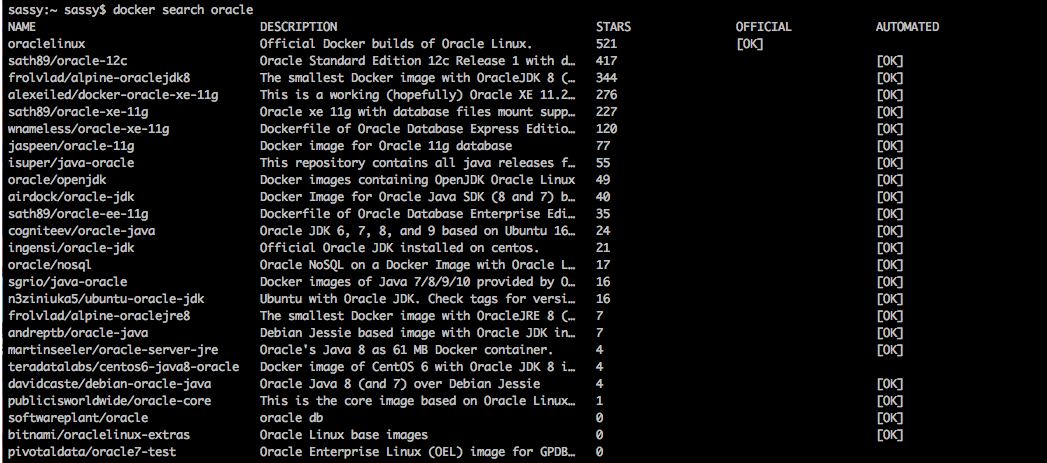 sassy:~ sassy$ docker search oracle
NAME DESCRIPTION STARS OFFICIAL AUTOMATED
oraclelinux Official Docker builds of Oracle Linux. 521 [OK]
sath89/oracle-12c Oracle Standard Edition 12c Release 1 with d… 417 [OK]
frolvlad/alpine-oraclejdk8 The smallest Docker image with OracleJDK 8 (… 344 [OK]
alexeiled/docker-oracle-xe-11g This is a working (hopefully) Oracle XE 11.2… 276 [OK]
sath89/oracle-xe-11g Oracle xe 11g with database files mount supp… 227 [OK]
wnameless/oracle-xe-11g Dockerfile of Oracle Database Express Editio… 120 [OK]
jaspeen/oracle-11g Docker image for Oracle 11g database 77 [OK]
isuper/java-oracle This repository contains all java releases f… 55 [OK]
oracle/openjdk Docker images containing OpenJDK Oracle Linux 49 [OK]
airdock/oracle-jdk Docker Image for Oracle Java SDK (8 and 7) b… 40 [OK]
sath89/oracle-ee-11g Dockerfile of Oracle Database Enterprise Edi… 35 [OK]
cogniteev/oracle-java Oracle JDK 6, 7, 8, and 9 based on Ubuntu 16… 24 [OK]
ingensi/oracle-jdk Official Oracle JDK installed on centos. 21 [OK]
oracle/nosql Oracle NoSQL on a Docker Image with Oracle L… 17 [OK]
sgrio/java-oracle Docker images of Java 7/8/9/10 provided by O… 16 [OK]
n3ziniuka5/ubuntu-oracle-jdk Ubuntu with Oracle JDK. Check tags for versi… 16 [OK]
frolvlad/alpine-oraclejre8 The smallest Docker image with OracleJRE 8 (… 7 [OK]
andreptb/oracle-java Debian Jessie based image with Oracle JDK in… 7 [OK]
martinseeler/oracle-server-jre Oracle's Java 8 as 61 MB Docker container. 4 [OK]
teradatalabs/centos6-java8-oracle Docker image of CentOS 6 with Oracle JDK 8 i… 4
davidcaste/debian-oracle-java Oracle Java 8 (and 7) over Debian Jessie 4 [OK]
publicisworldwide/oracle-core This is the core image based on Oracle Linux… 1 [OK]
softwareplant/oracle oracle db 0 [OK]
bitnami/oraclelinux-extras Oracle Linux base images 0 [OK]
pivotaldata/oracle7-test Oracle Enterprise Linux (OEL) image for GPDB… 0